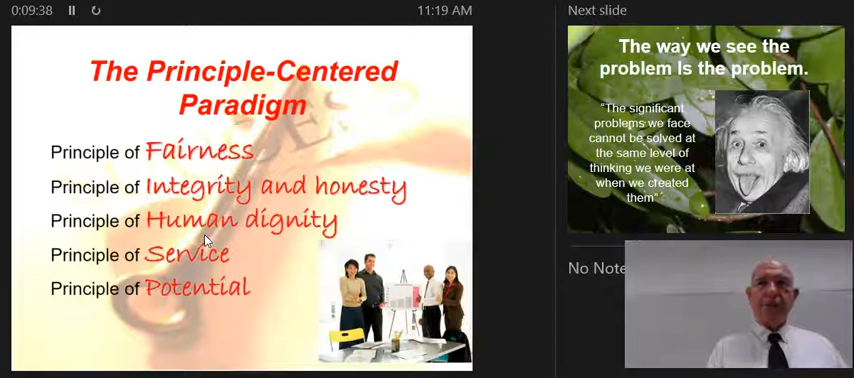 0:09:38
11:19 AM
The Principle-Centered
Paradigm
Principle of Fairness
Principle of Integrity and honesty
Principle of Human dignity
Principle of Service
Principle of Potential
Next slide
The way we see the
problem Is the problem.
“The significant
problems we face
cannot be solved at
the same level of
thinking we were at
when we created
them”
No Note